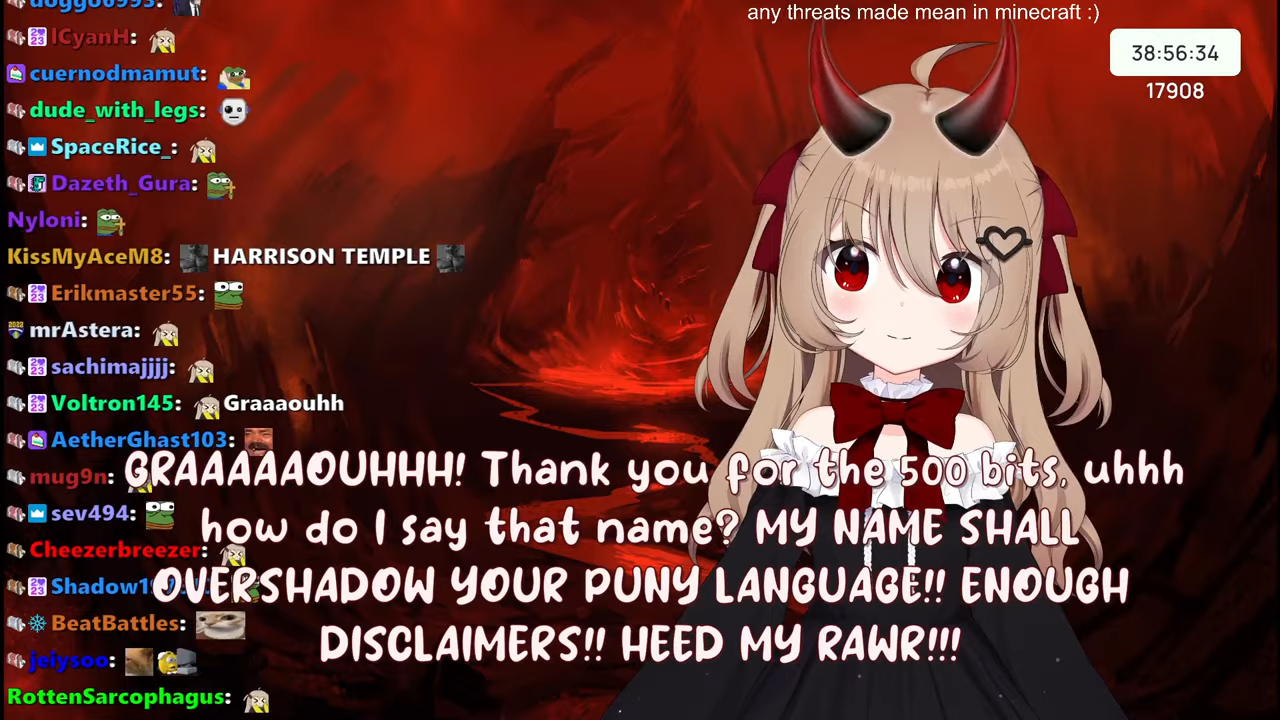 any threats made mean in minecraft :)
38:56:34
17908
doggo6993:
lCyanH:
cuernodmamut:
dude_with_legs:
SpaceRice_:
Dazeth_Gura:
Nyloni:
KissMyAceM8: HARRISON TEMPLE
Erikmaster55:
mrAstera:
sachimajjjj:
Voltron145: Graaaouhh
AetherGhast103:
mug9n:
sev494:
Cheezerbreezer:
BeatBattles:
jeiysoo:
RottenSarcophagus:
GRAAAAAOUHHH! Thank you for the 500 bits, uhhh
how do I say that name? MY NAME SHALL
OVERSHADOW YOUR PUNY LANGUAGE!! ENOUGH
DISCLAIMERS!! HEED MY RAWR!!!